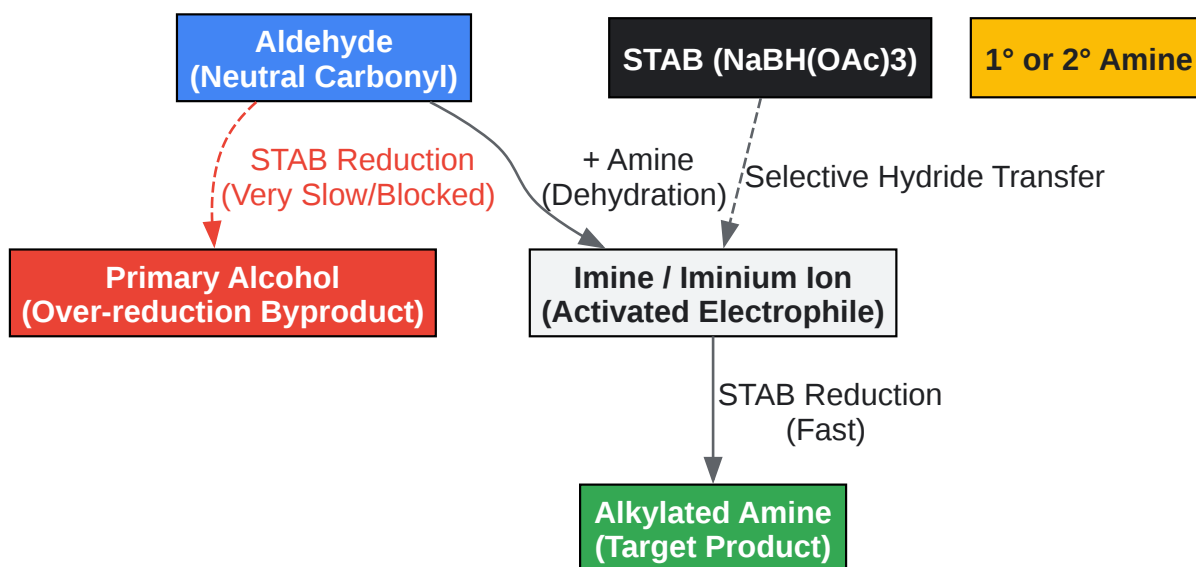 Aldehyde
(Neutral Carbonyl)
STAB (NaBH(OAc)3)
1° or 2° Amine
STAB Reduction
(Very Slow/Blocked)
+ Amine
(Dehydration)
Selective Hydride Transfer
Primary Alcohol
(Over-reduction Byproduct)
Imine / Iminium Ion
(Activated Electrophile)
STAB Reduction
(Fast)
Alkylated Amine
(Target Product)